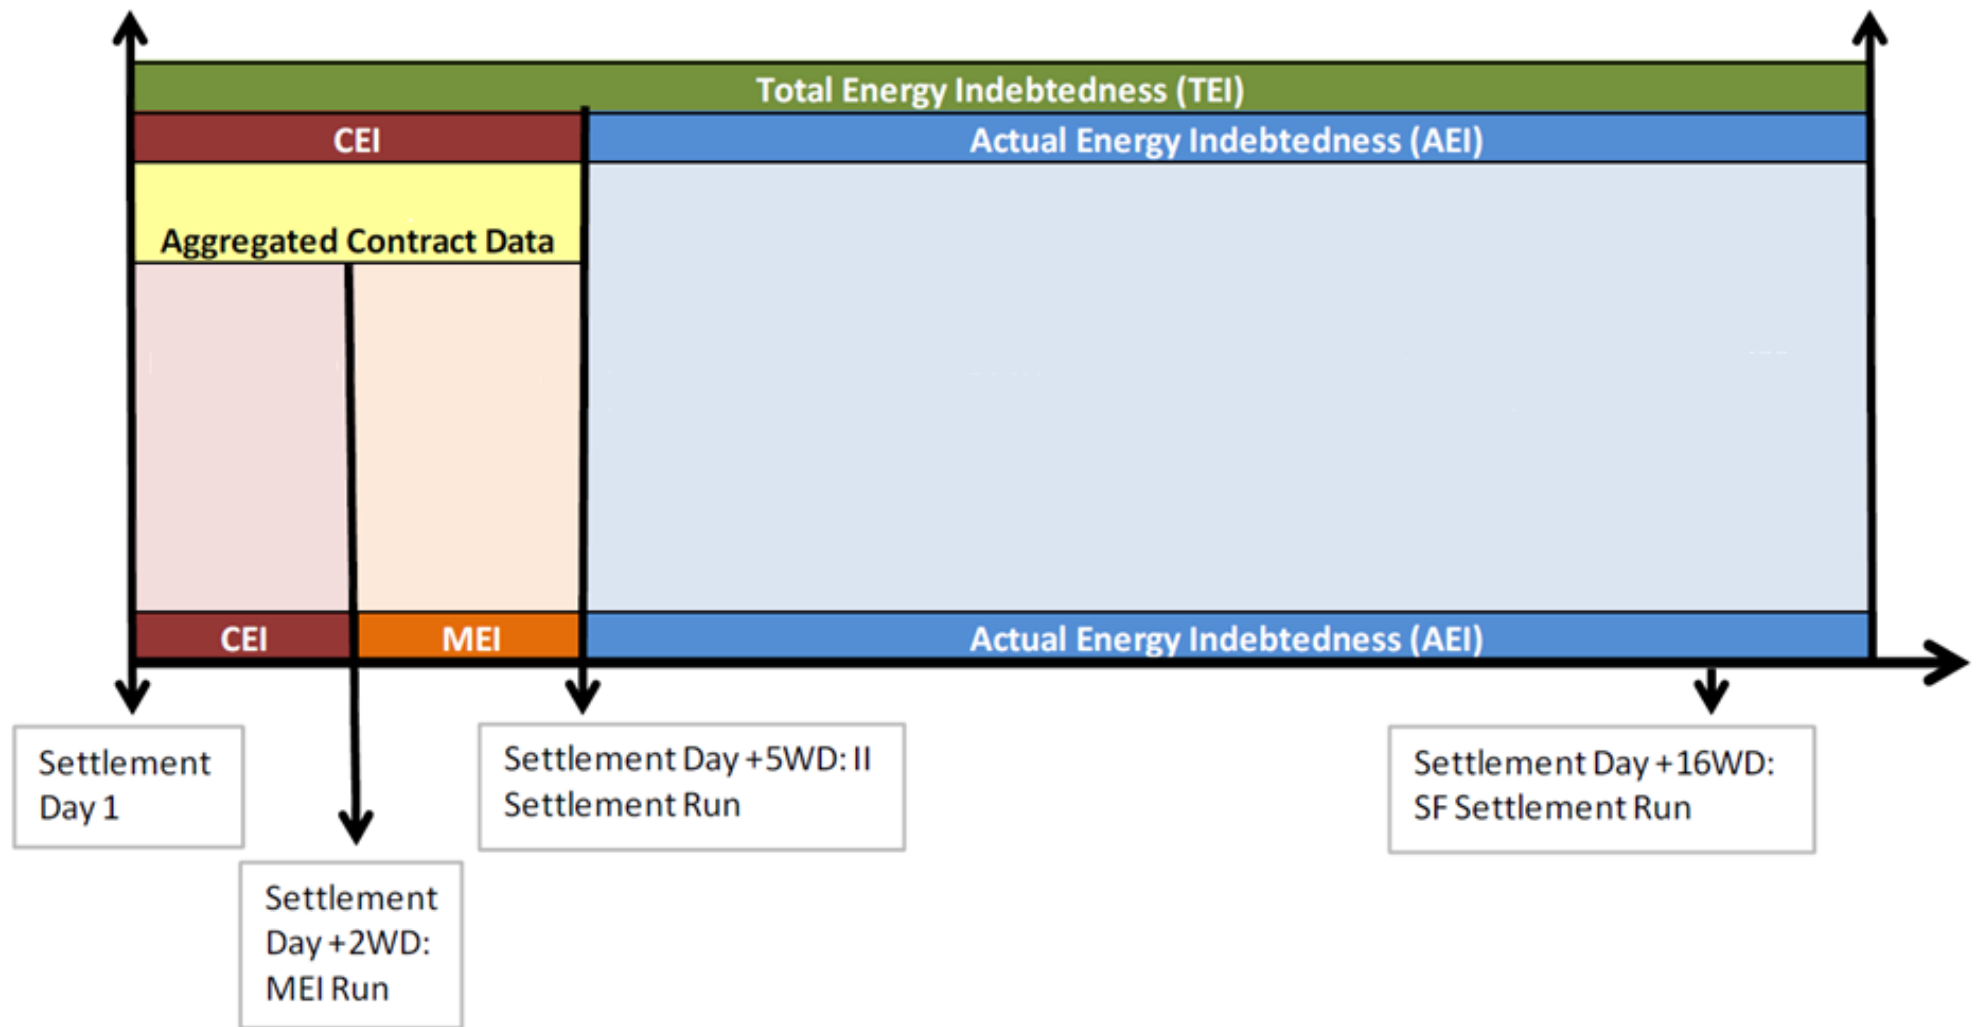 Total Energy Indebtedness (TEI)
CEI
Actual Energy Indebtedness (AEI)
Aggregated Contract Data
CEI
MEI
Actual Energy Indebtedness (AEI)
Settlement
Day 1
Settlement
Day +2WD:
MEI Run
Settlement Day +5WD: II
Settlement Run
Settlement Day +16WD:
SF Settlement Run